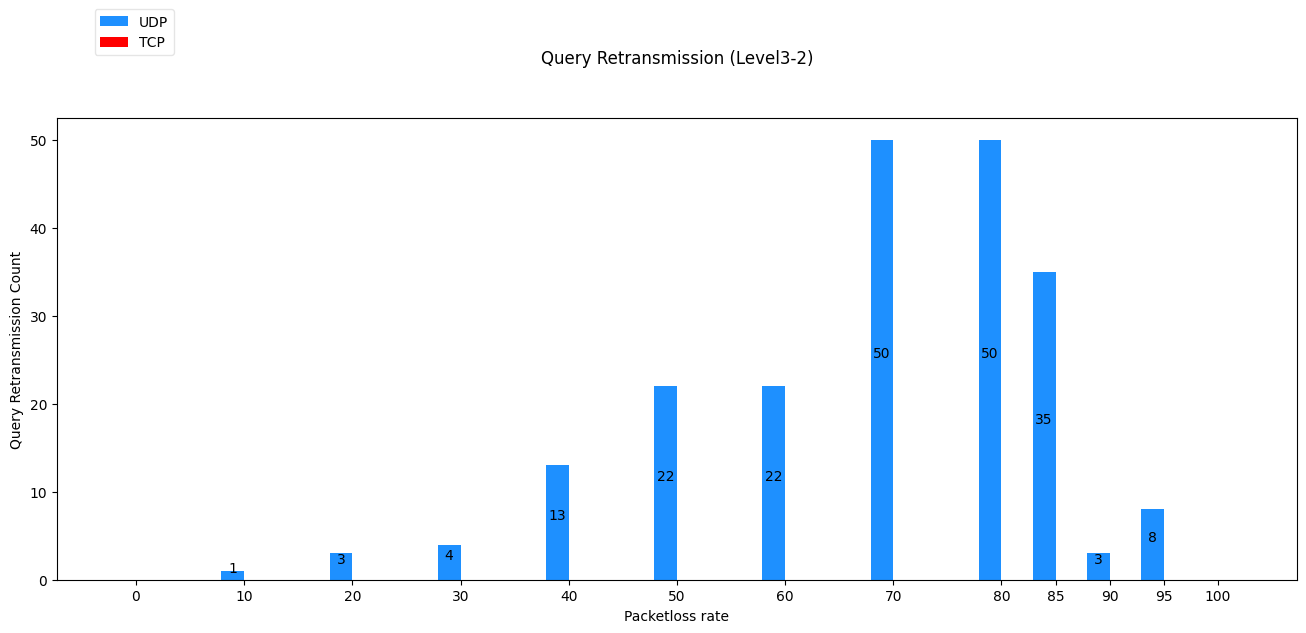 UDP
TCP
Query Retransmission (Level3-2)
Query Retransmission Count
50
40
30
20
10
0
1
3
4
13
22
22
50
50
35
3
8
0 10 20 30 40 50 60 70 80 85 90 95 100
Packetloss rate